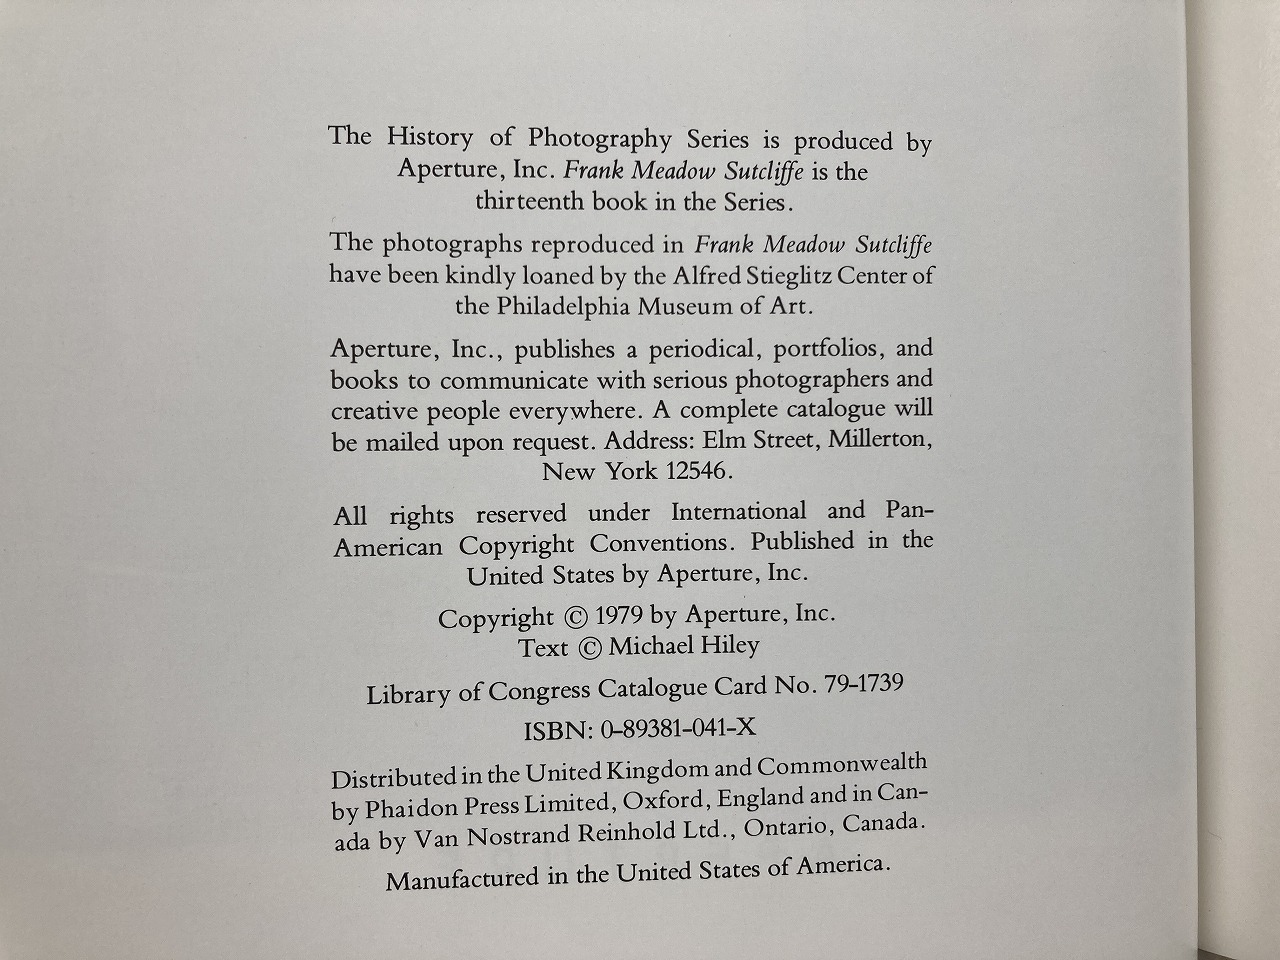 The History of Photography Series is produced by
Aperture, Inc. Frank Meadow Sutcliffe is the
thirteenth book in the Series.
The photographs reproduced in Frank Meadow Sutcliffe
have been kindly loaned by the Alfred Stieglitz Center of
the Philadelphia Museum of Art.
Aperture, Inc., publishes a periodical, portfolios, and
books to communicate with serious photographers and
creative people everywhere. A complete catalogue will
be mailed upon request. Address: Elm Street, Millerton,
New York 12546.
All rights reserved under International and Pan-
American Copyright Conventions. Published in the
United States by Aperture, Inc.
Copyright © 1979 by Aperture, Inc.
Text © Michael Hiley
Library of Congress Catalogue Card No. 79-1739
ISBN: 0-89381-041-X
Distributed in the United Kingdom and Commonwealth
by Phaidon Press Limited, Oxford, England and in Can-
ada by Van Nostrand Reinhold Ltd., Ontario, Canada.
Manufactured in the United States of America.